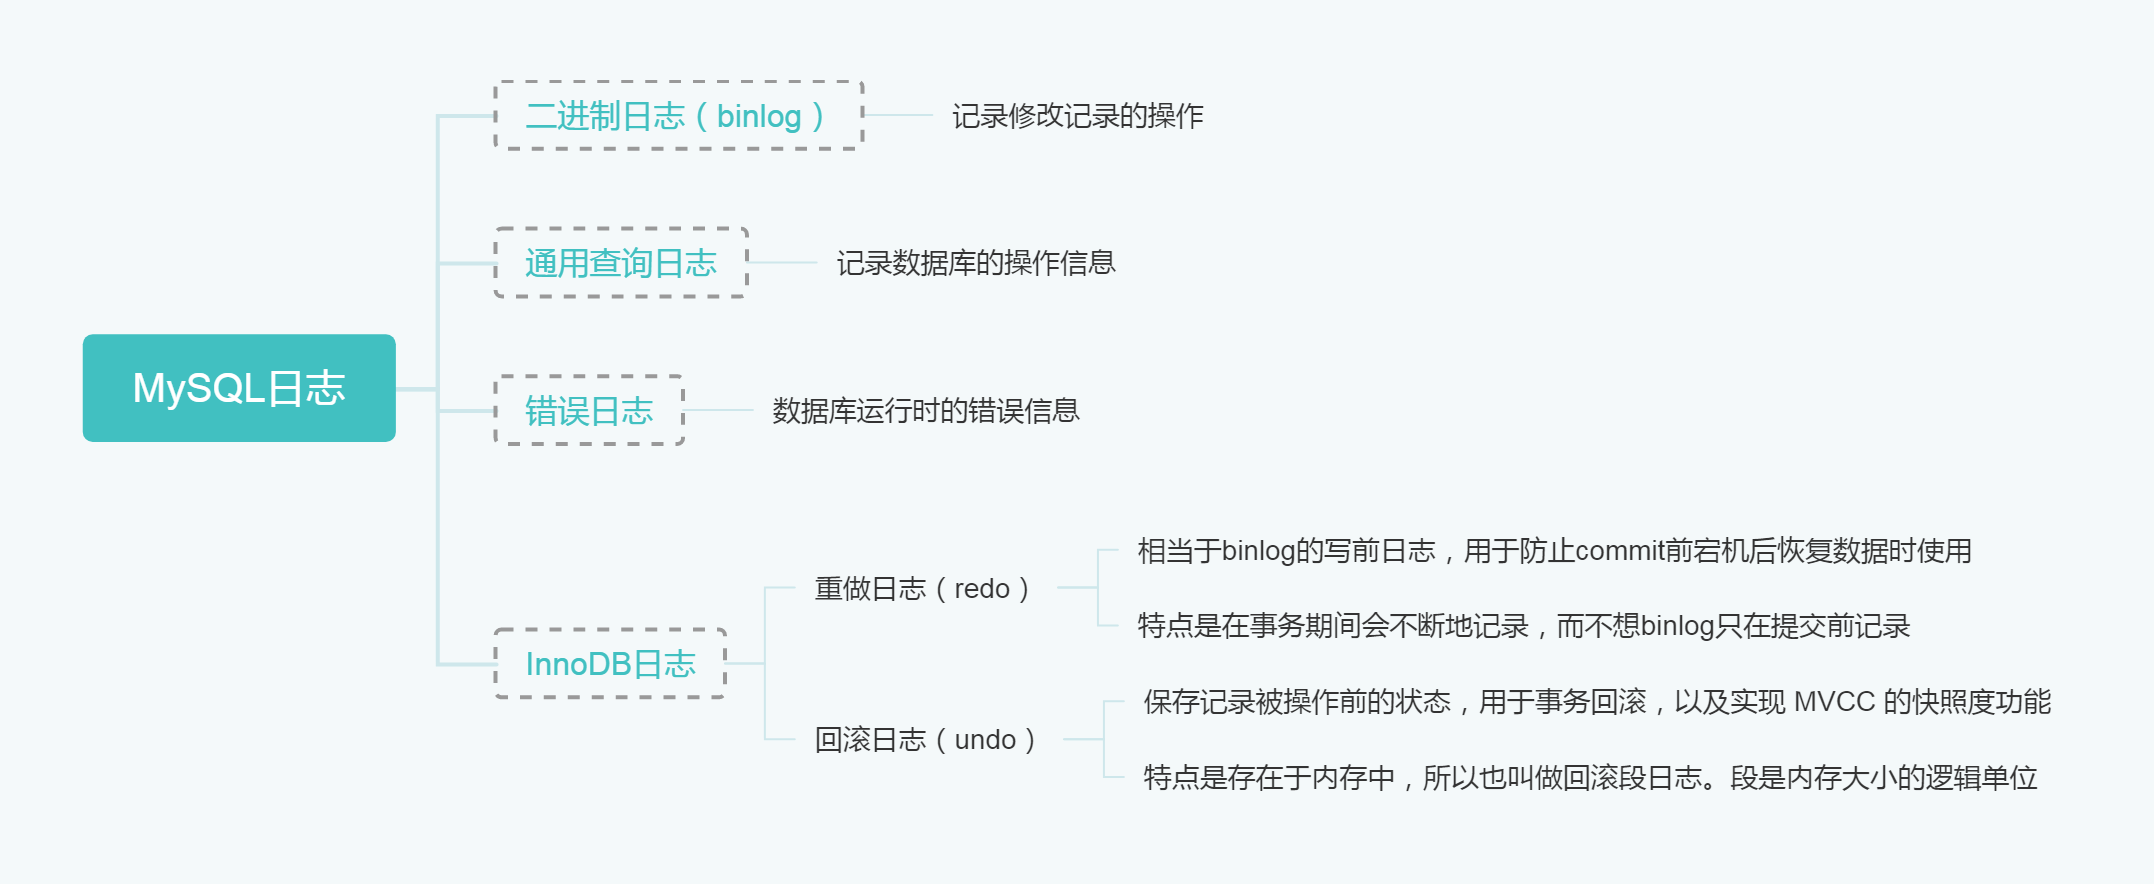 MySQL日志
二进制日志（binlog）
记录修改记录的操作
通用查询日志
记录数据库的操作信息
错误日志
数据库运行时的错误信息
InnoDB日志
重做日志（redo）
相当于binlog的写前日志，用于防止commit前宕机后恢复数据时使用
特点是在事务期间会不断地记录，而不想binlog只在提交前记录
回滚日志（undo）
保存记录被操作前的状态，用于事务回滚，以及实现 MVCC 的快照度功能
特点是存在于内存中，所以也叫做回滚段日志。段是内存大小的逻辑单位